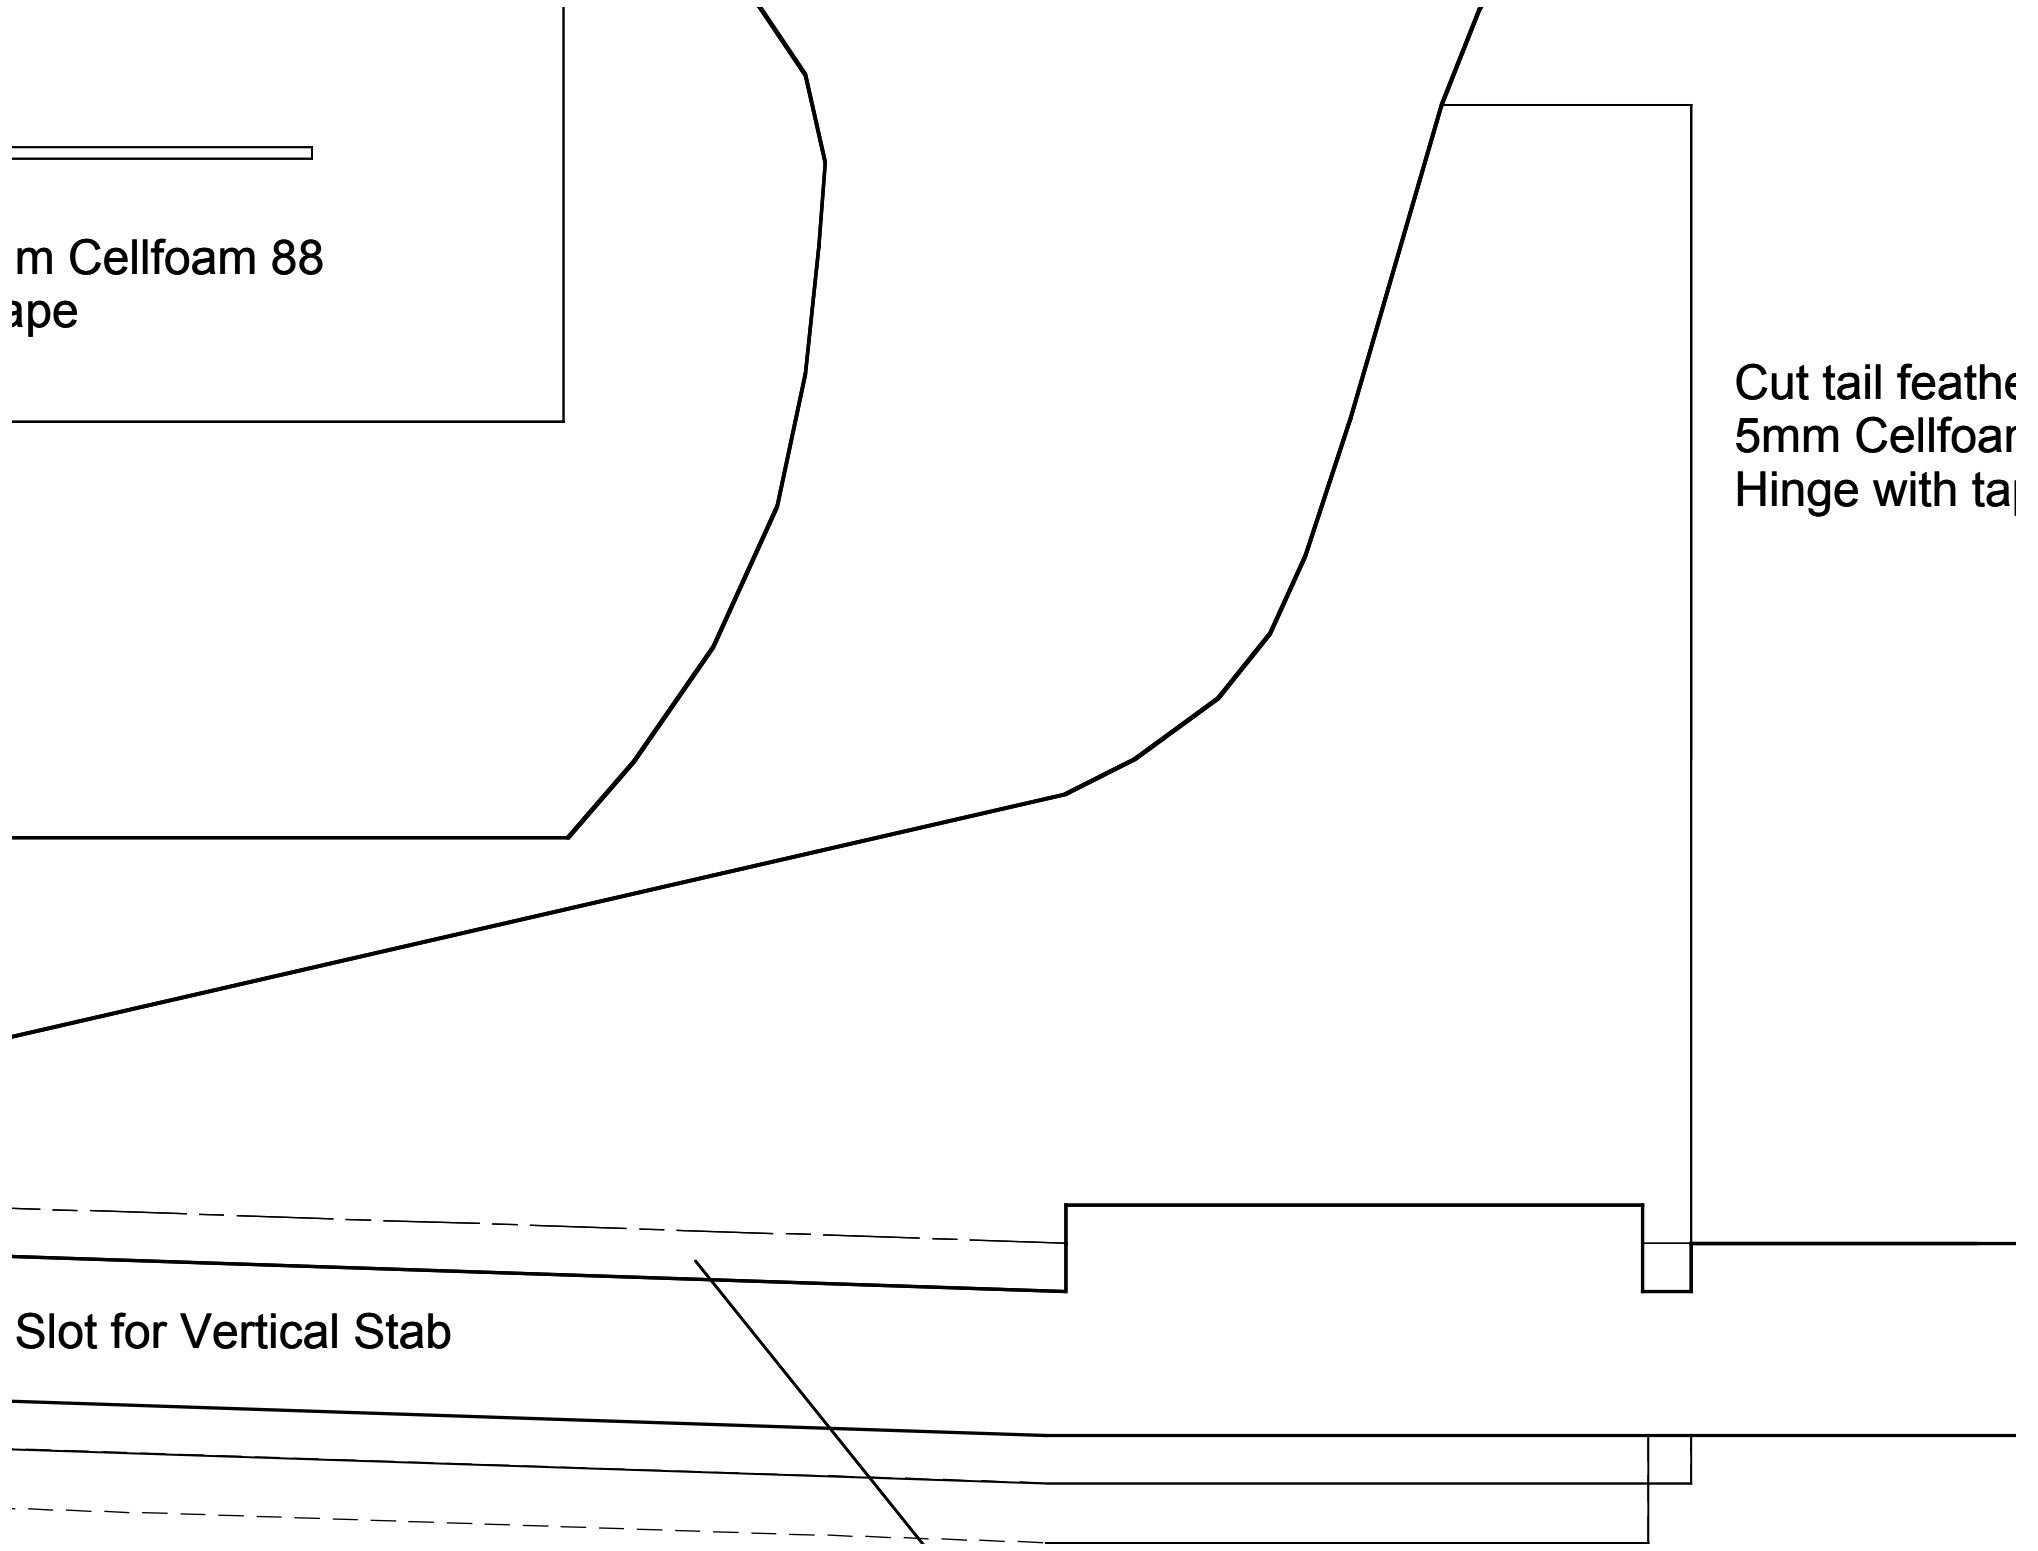 m Cellfoam 88
ape
Cut tail feathe
5mm Cellfoar
Hinge with ta
Slot for Vertical Stab